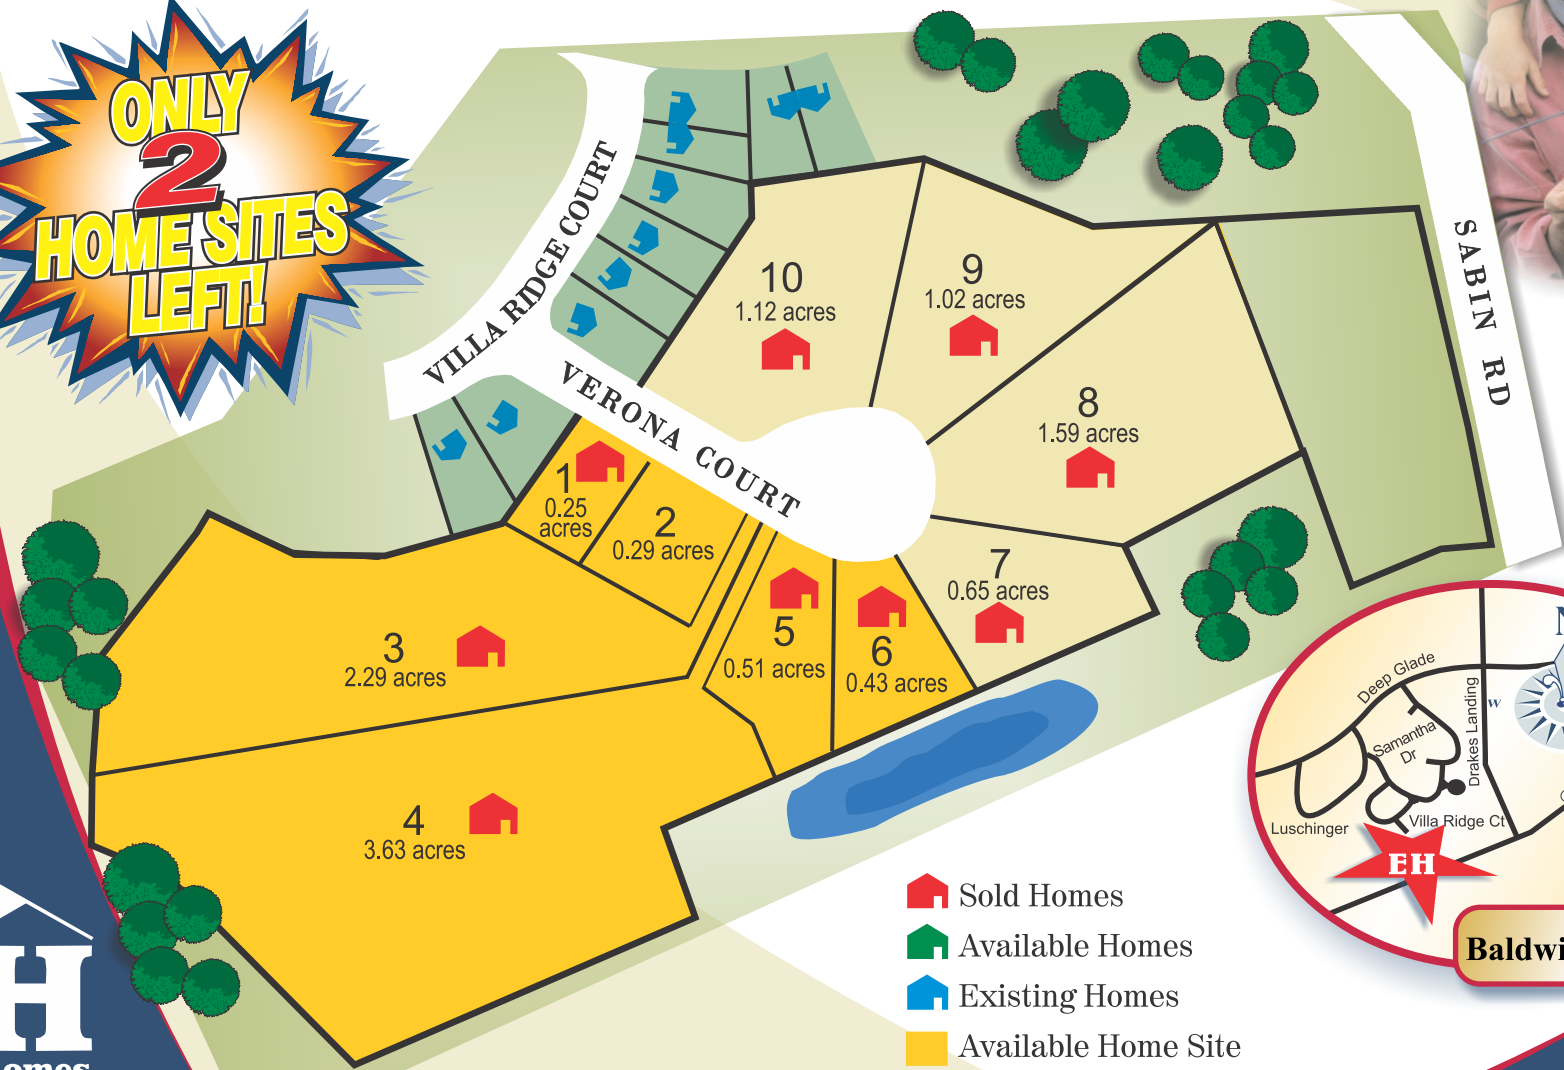 ONLY
2
HOME SITES
LEFT!
VILLA RIDGE COURT
VERONA COURT
SABIN RD
10
1.12 acres
9
1.02 acres
8
1.59 acres
7
0.65 acres
1
0.25
acres
2
0.29 acres
5
0.51 acres
6
0.43 acres
3
2.29 acres
4
3.63 acres
Sold Homes
Available Homes
Existing Homes
Available Home Site
Deep Glade
Samantha
Dr
Drakes Landing
W
Luschinger
Villa Ridge Ct
EH
Baldwi
H
omes